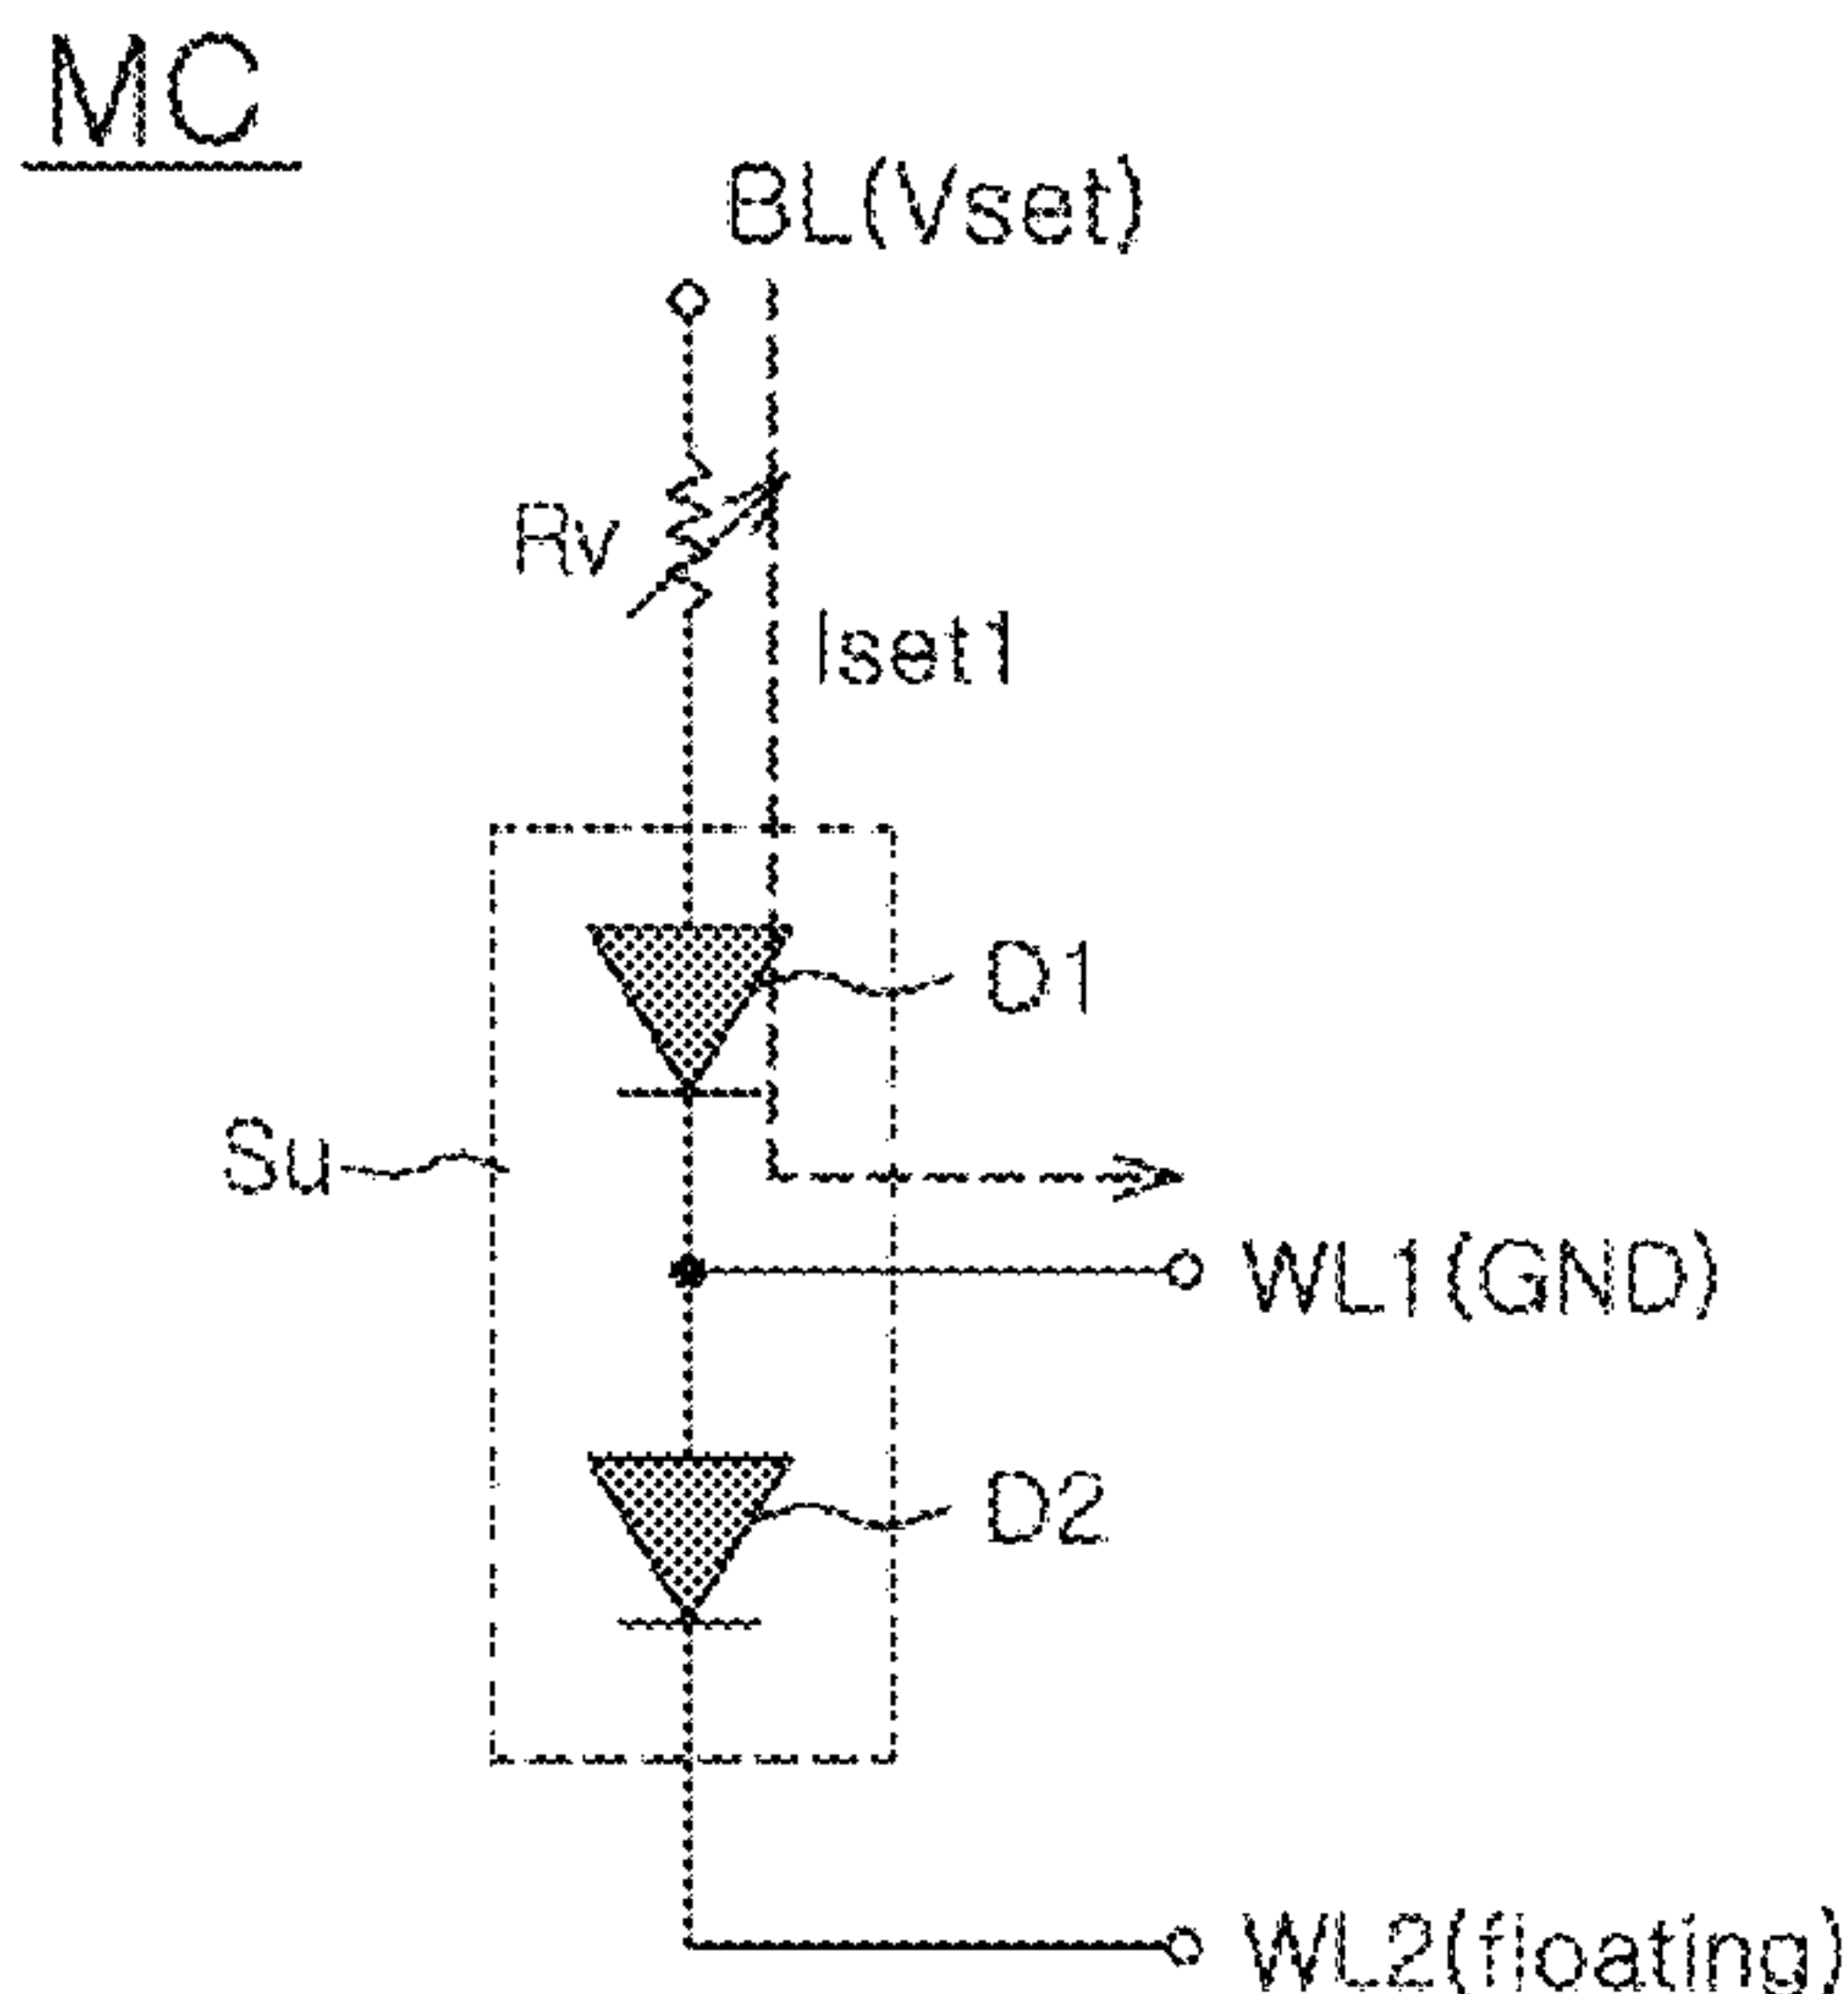 MC
BL(Vset)
Rv
Iset1
D1
Su
WL1(GND)
D2
WL2(floating)